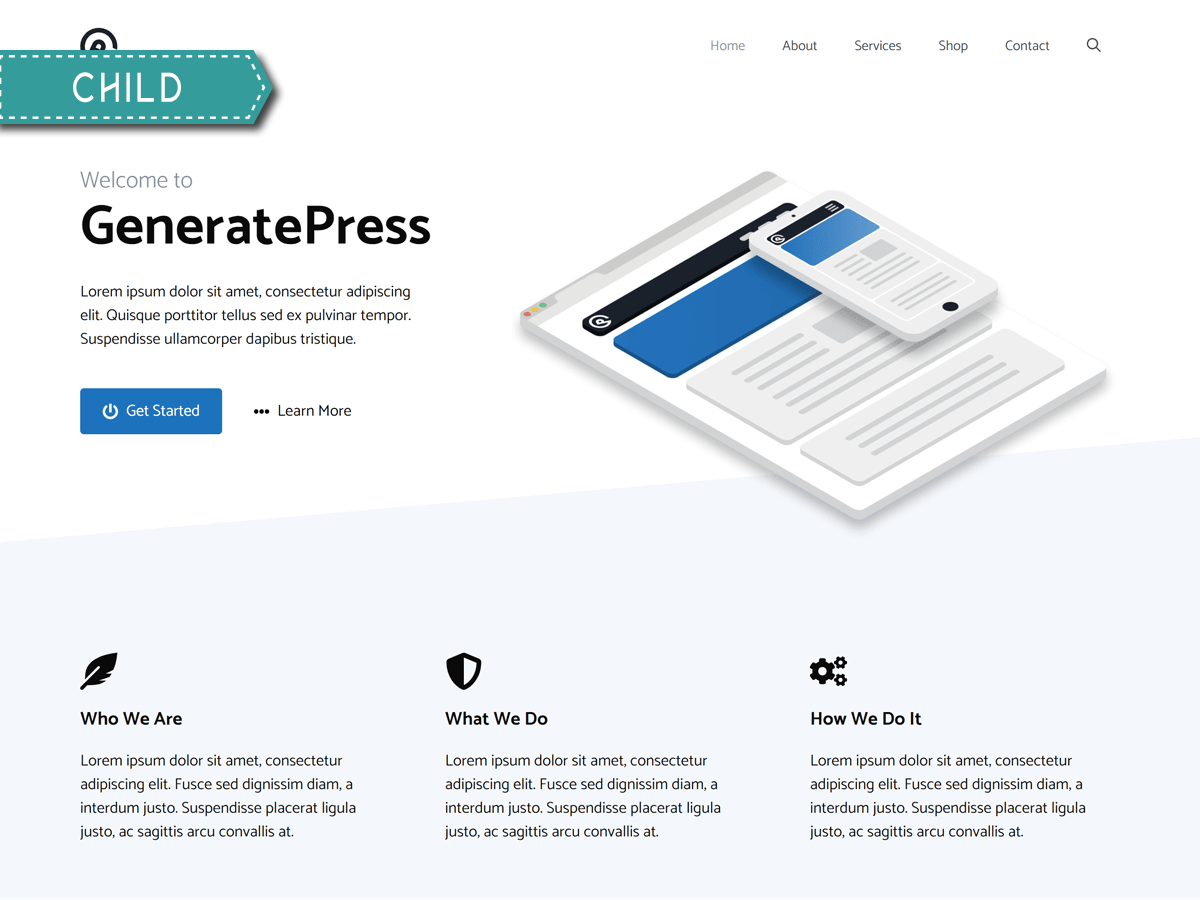 Home About Services Shop Contact
CHILD
Welcome to
GeneratePress
Lorem ipsum dolor sit amet, consectetur adipiscing
elit. Quisque porttitor tellus sed ex pulvinar tempor.
Suspendisse ullamcorper dapibus tristique.
Get Started
Learn More
Who We Are
Lorem ipsum dolor sit amet, consectetur
adipiscing elit. Fusce sed dignissim diam, a
interdum justo. Suspendisse placerat ligula
justo, ac sagittis arcu convallis at.
What We Do
Lorem ipsum dolor sit amet, consectetur
adipiscing elit. Fusce sed dignissim diam, a
interdum justo. Suspendisse placerat ligula
justo, ac sagittis arcu convallis at.
How We Do It
Lorem ipsum dolor sit amet, consectetur
adipiscing elit. Fusce sed dignissim diam, a
interdum justo. Suspendisse placerat ligula
justo, ac sagittis arcu convallis at.